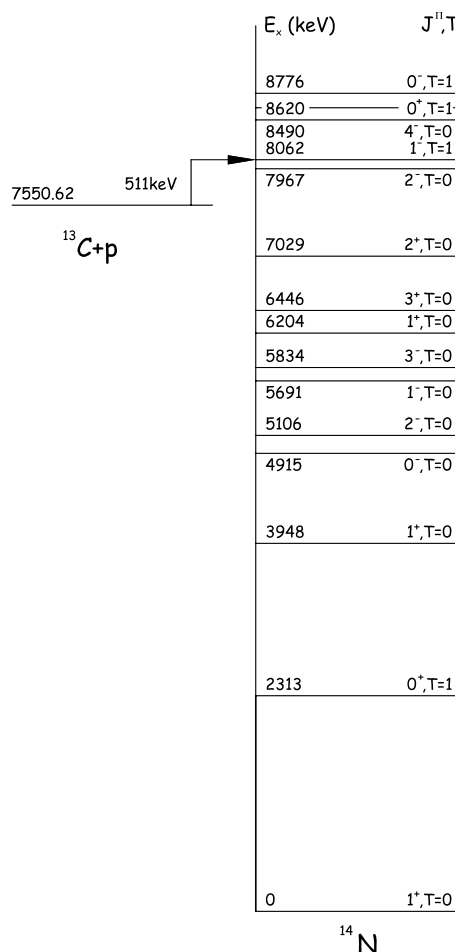 Eₓ (keV) Jᴨ,T
8776 0⁻,T=1
8620 0⁺,T=1
8490 4⁻,T=0
8062 1⁻,T=1
511keV
7967 2⁻,T=0
7550.62
¹³C+p
7029 2⁺,T=0
6446 3⁺,T=0
6204 1⁺,T=0
5834 3⁻,T=0
5691 1⁻,T=0
5106 2⁻,T=0
4915 0⁻,T=0
3948 1⁺,T=0
2313 0⁺,T=1
0 1⁺,T=0
¹⁴N